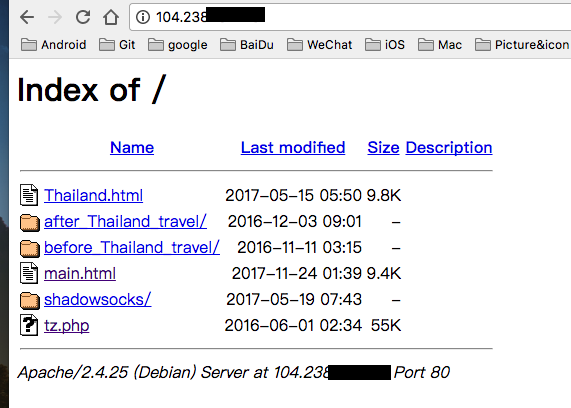 104.238
Android Git google BaiDu WeChat iOS Mac Picture&icon
Index of /
Name Last modified Size Description
Thailand.html 2017-05-15 05:50 9.8K
after_Thailand_travel/ 2016-12-03 09:01 -
before_Thailand_travel/ 2016-11-11 03:15 -
main.html 2017-11-24 01:39 9.4K
shadowsocks/ 2017-05-19 07:43 -
tz.php 2016-06-01 02:34 55K
Apache/2.4.25 (Debian) Server at 104.238 Port 80